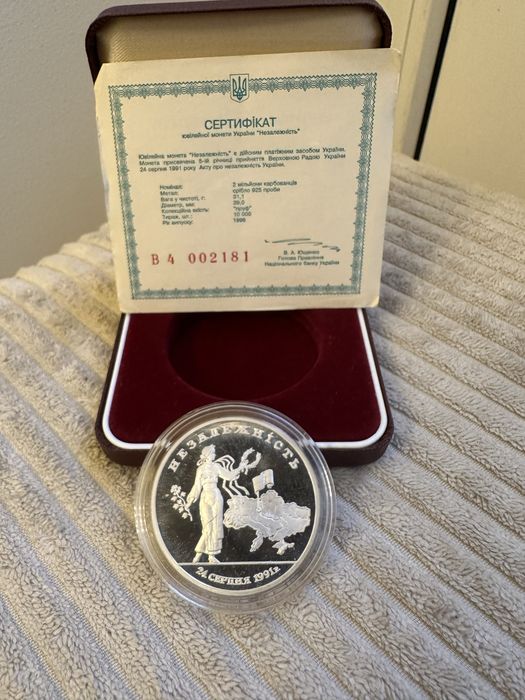 СЕРТИФІКАТ
ювілейної монети України "Незалежність"
Ювілейна монета "Незалежність" є дійсним платіжним засобом України.
Монета присвячена 5-ій річниці прийняття Верховною Радою України
24 серпня 1991 року Акту про незалежність України.
Номінал: 2 мільйони карбованців
Метал: срібло 925 проби
Вага у чистоті, г: 31,1
Діаметр, мм: 39,0
Колекційна якість: "пруф"
Тираж, шт.: 10 000
Рік випуску: 1996
В. А. Ющенко
Голова Правління
Національного банку України
В4 002181
НЕЗАЛЕЖНІСТЬ
24 СЕРПНЯ 1991р.